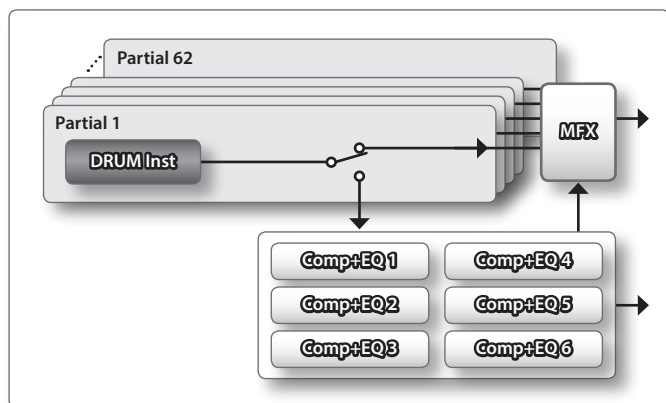 Partial 62
Partial 1
DRUM Inst
MFX
Comp+EQ 1
Comp+EQ 4
Comp+EQ 2
Comp+EQ 5
Comp+EQ 3
Comp+EQ 6